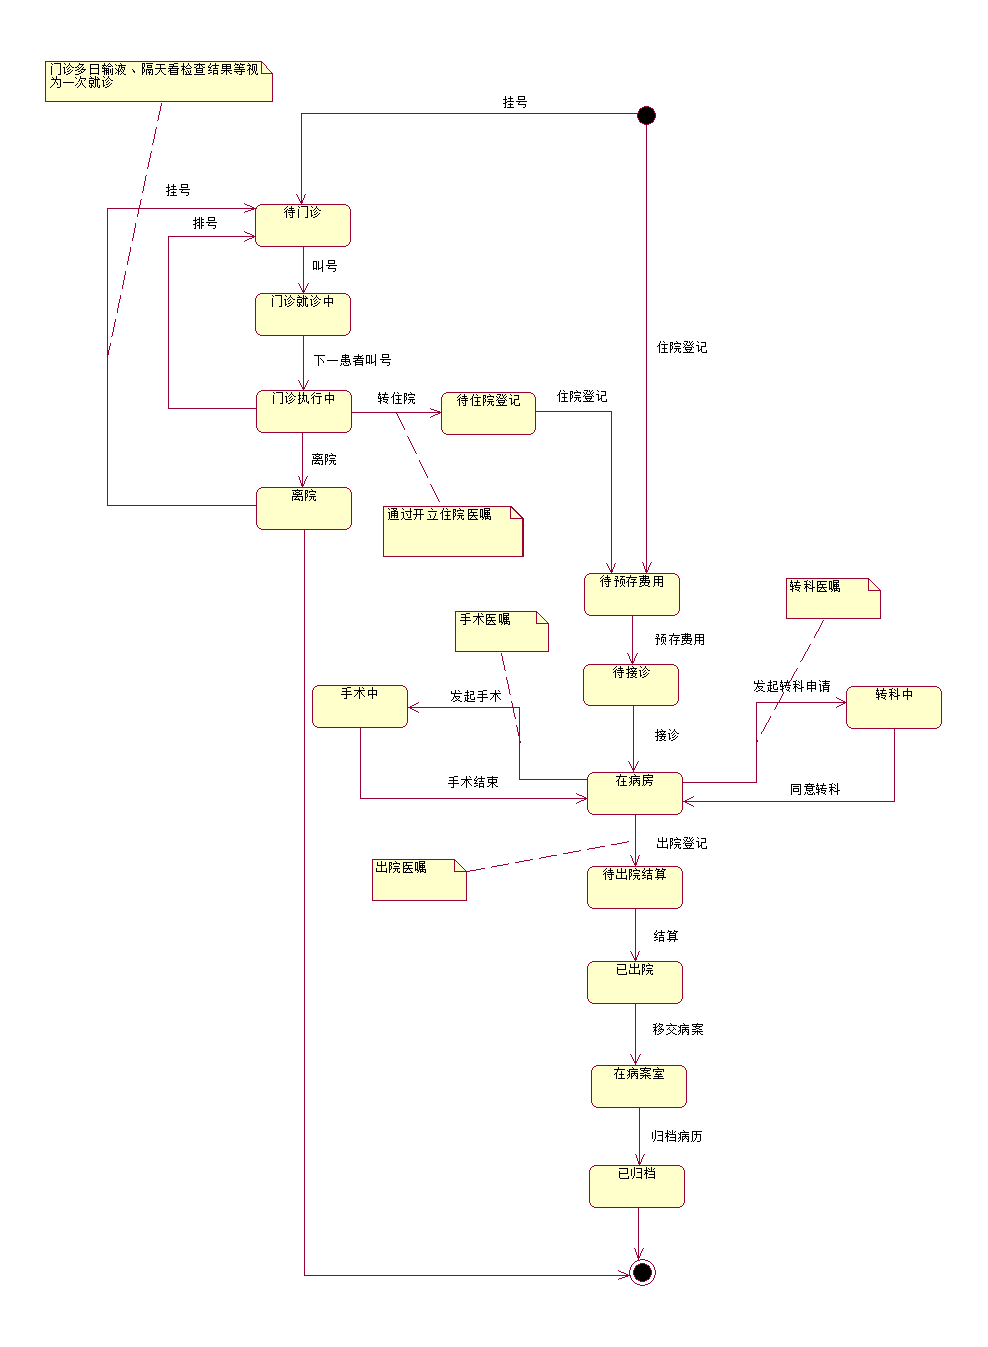 门诊多日输液、隔天看检查结果等视
为一次就诊
挂号
挂号
待门诊
排号
叫号
门诊就诊中
住院登记
下一患者叫号
门诊执行中
转住院
待住院登记
住院登记
离院
离院
通过开立住院医嘱
待预存费用
转科医嘱
手术医嘱
预存费用
待接诊
手术中
发起手术
发起转科申请
转科中
接诊
在病房
手术结束
同意转科
出院登记
出院医嘱
待出院结算
结算
已出院
移交病案
在病案室
归档病历
已归档